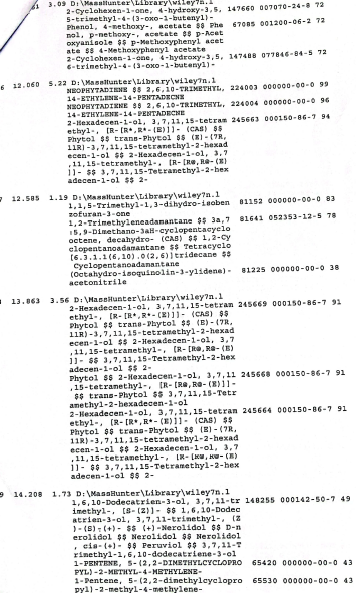 3.09 D:\MassHunter\Library\wiley7n.l
2-Cyclohexen-1-one, 4-hydroxy-3,5, 147660 007070-24-8 72
5-trimethyl-4-(3-oxo-1-butenyl)-
Phenol, 4-methoxy-, acetate $$ Phe 67085 001200-06-2 72
nol, p-methoxy-, acetate $$ p-Acet
oxyanisole $$ p-Methoxyphenyl acet
ate $$ 4-Methoxyphenyl acetate
2-Cyclohexen-1-one, 4-hydroxy-3,5, 147488 077846-84-5 72
6-trimethyl-4-(3-oxo-1-butenyl)-
6 12.060 5.22 D:\MassHunter\Library\wiley7n.l
NEOPHYTADIENE $$ 2,6,10-TRIMETHYL, 224003 000000-00-0 99
14-ETHYLENE-14-PENTADECNE
NEOPHYTADIENE $$ 2,6,10-TRIMETHYL, 224004 000000-00-0 96
14-ETHYLENE-14-PENTADECNE
2-Hexadecen-1-ol, 3,7,11,15-tetram 245663 000150-86-7 94
ethyl-, [R-[R*,R*-(E)]]- (CAS) $$
Phytol $$ trans-Phytol $$ (E)-(7R,
11R)-3,7,11,15-tetramethyl-2-hexad
ecen-1-ol $$ 2-Hexadecen-1-ol, 3,7
,11,15-tetramethyl-, [R-[R@,R@-(E)
]]- $$ 3,7,11,15-Tetramethyl-2-hex
adecen-1-ol $$ 2-
7 12.585 1.19 D:\MassHunter\Library\wiley7n.l
1,1,5-Trimethyl-1,3-dihydro-isoben 81152 000000-00-0 83
zofuran-3-one
1,2-Trimethyleneadamantane $$ 3a,7 81641 052353-12-5 78
:5,9-Dimethano-3aH-cyclopentacyclo
octene, decahydro- (CAS) $$ 1,2-Cy
clopentanoadamantane $$ Tetracyclo
[6.3.1.1(6,10).0(2,6)]tridecane $$
Cyclopentanoadamantane
(Octahydro-isoquinolin-3-ylidene)- 81225 000000-00-0 38
acetonitrile
13.863 3.56 D:\MassHunter\Library\wiley7n.l
2-Hexadecen-1-ol, 3,7,11,15-tetram 245669 000150-86-7 91
ethyl-, [R-[R*,R*-(E)]]- (CAS) $$
Phytol $$ trans-Phytol $$ (E)-(7R,
11R)-3,7,11,15-tetramethyl-2-hexad
ecen-1-ol $$ 2-Hexadecen-1-ol, 3,7
,11,15-tetramethyl-, [R-[R@,R@-(E)
]]- $$ 3,7,11,15-Tetramethyl-2-hex
adecen-1-ol $$ 2-
Phytol $$ 2-Hexadecen-1-ol, 3,7,11 245668 000150-86-7 91
,15-tetramethyl-, [R-[R@,R@-(E)]]-
$$ trans-Phytol $$ 3,7,11,15-Tetr
amethyl-2-hexadecen-1-ol
2-Hexadecen-1-ol, 3,7,11,15-tetram 245664 000150-86-7 91
ethyl-, [R-[R*,R*-(E)]]- (CAS) $$
Phytol $$ trans-Phytol $$ (E)-(7R,
11R)-3,7,11,15-tetramethyl-2-hexad
ecen-1-ol $$ 2-Hexadecen-1-ol, 3,7
,11,15-tetramethyl-, [R-[R@,R@-(E)
]]- $$ 3,7,11,15-Tetramethyl-2-hex
adecen-1-ol $$ 2-
9 14.208 1.73 D:\MassHunter\Library\wiley7n.l
1,6,10-Dodecatrien-3-ol, 3,7,11-tr 148255 000142-50-7 49
imethyl-, [S-(Z)]- $$ 1,6,10-Dodec
atrien-3-ol, 3,7,11-trimethyl-, (Z
)-(S)-(+)- $$ (+)-Nerolidol $$ D-n
erolidol $$ Nerolidol $$ Nerolidol
, cis-(+)- $$ Peruviol $$ 3,7,11-T
rimethyl-1,6,10-dodecatriene-3-ol
1-PENTENE, 5-(2,2-DIMETHYLCYCLOPRO 65420 000000-00-0 43
PYL)-2-METHYL-4-METHYLENE-
1-Pentene, 5-(2,2-dimethylcyclopro 65530 000000-00-0 43
pyl)-2-methyl-4-methylene-